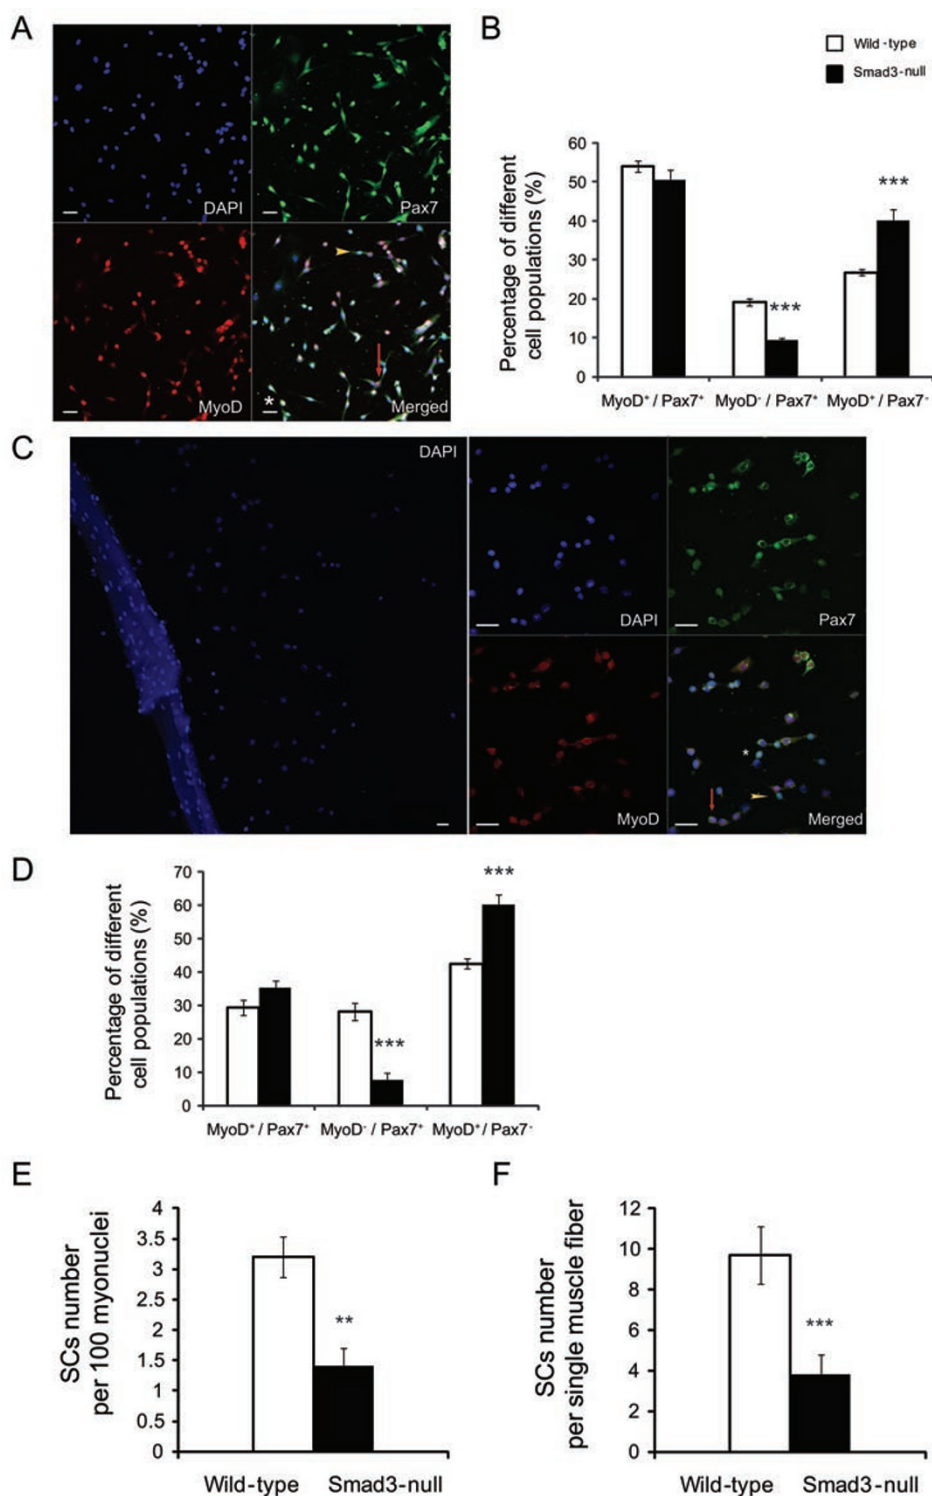 A
DAPI
Pax7
MyoD
*
Merged
B
Wild-type
Smad3-null
Percentage of different
cell populations (%)
60
50
40
30
20
10
0
***
***
MyoD⁺ / Pax7⁺
MyoD⁻ / Pax7⁺
MyoD⁺ / Pax7⁻
C
DAPI
DAPI
Pax7
MyoD
*
Merged
D
Percentage of different
cell populations (%)
70
60
50
40
30
20
10
0
***
***
MyoD⁺ / Pax7⁺
MyoD⁻ / Pax7⁺
MyoD⁺ / Pax7⁻
E
SCs number
per 100 myonuclei
4
3.5
3
2.5
2
1.5
1
0.5
0
**
Wild-type
Smad3-null
F
SCs number
per single muscle fiber
12
10
8
6
4
2
0
***
Wild-type
Smad3-null